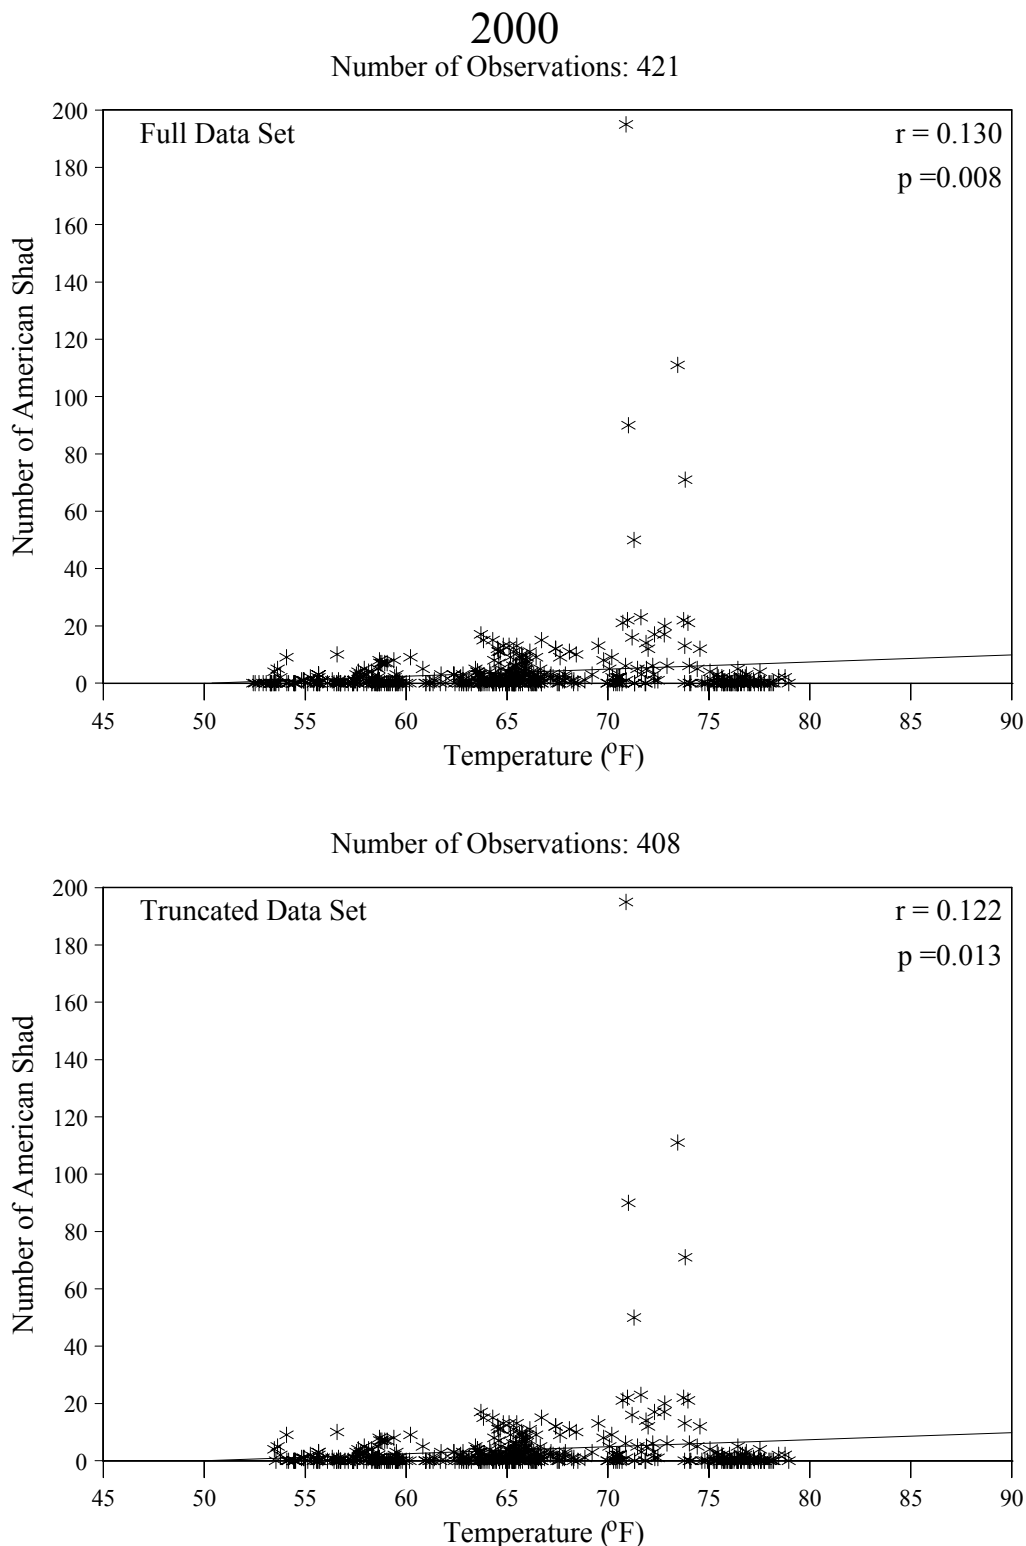 2000
Number of Observations: 421
Full Data Set
r = 0.130
p =0.008
Number of American Shad
200
180
160
140
120
100
80
60
40
20
0
45 50 55 60 65 70 75 80 85 90
Temperature (°F)
Number of Observations: 408
Truncated Data Set
r = 0.122
p =0.013
Number of American Shad
200
180
160
140
120
100
80
60
40
20
0
45 50 55 60 65 70 75 80 85 90
Temperature (°F)